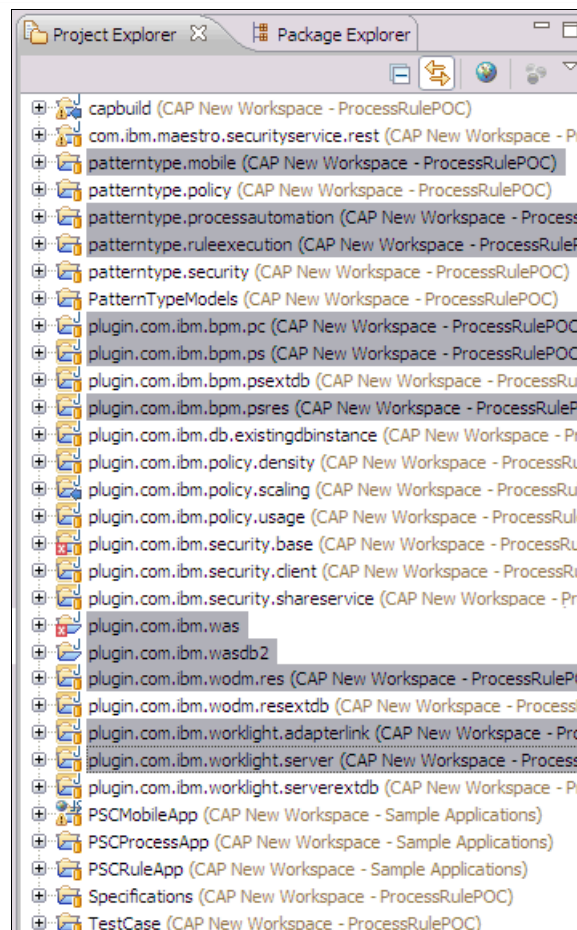 Project Explorer Package Explorer
capbuild (CAP New Workspace - ProcessRulePOC)
com.ibm.maestro.securityservice.rest (CAP New Workspace - P
patterntype.mobile (CAP New Workspace - ProcessRulePOC)
patterntype.policy (CAP New Workspace - ProcessRulePOC)
patterntype.processautomation (CAP New Workspace - Process
patterntype.ruleexecution (CAP New Workspace - ProcessRuleP
patterntype.security (CAP New Workspace - ProcessRulePOC)
PatternTypeModels (CAP New Workspace - ProcessRulePOC)
plugin.com.ibm.bpm.pc (CAP New Workspace - ProcessRulePOC
plugin.com.ibm.bpm.ps (CAP New Workspace - ProcessRulePOC
plugin.com.ibm.bpm.psextdb (CAP New Workspace - ProcessRu
plugin.com.ibm.bpm.psres (CAP New Workspace - ProcessRuleP
plugin.com.ibm.db.existingdbinstance (CAP New Workspace - Pr
plugin.com.ibm.policy.density (CAP New Workspace - ProcessRu
plugin.com.ibm.policy.scaling (CAP New Workspace - ProcessRu
plugin.com.ibm.policy.usage (CAP New Workspace - ProcessRul
plugin.com.ibm.security.base (CAP New Workspace - ProcessRu
plugin.com.ibm.security.client (CAP New Workspace - ProcessRu
plugin.com.ibm.security.shareservice (CAP New Workspace - Pr
plugin.com.ibm.was
plugin.com.ibm.wasdb2
plugin.com.ibm.wodm.res (CAP New Workspace - ProcessRulePO
plugin.com.ibm.wodm.resextdb (CAP New Workspace - Process
plugin.com.ibm.worklight.adapterlink (CAP New Workspace - Pro
plugin.com.ibm.worklight.server (CAP New Workspace - Process
plugin.com.ibm.worklight.serverextdb (CAP New Workspace - P
PSCMobileApp (CAP New Workspace - Sample Applications)
PSCProcessApp (CAP New Workspace - Sample Applications)
PSCRuleApp (CAP New Workspace - Sample Applications)
Specifications (CAP New Workspace - ProcessRulePOC)
TestCase (CAP New Workspace - ProcessRulePOC)